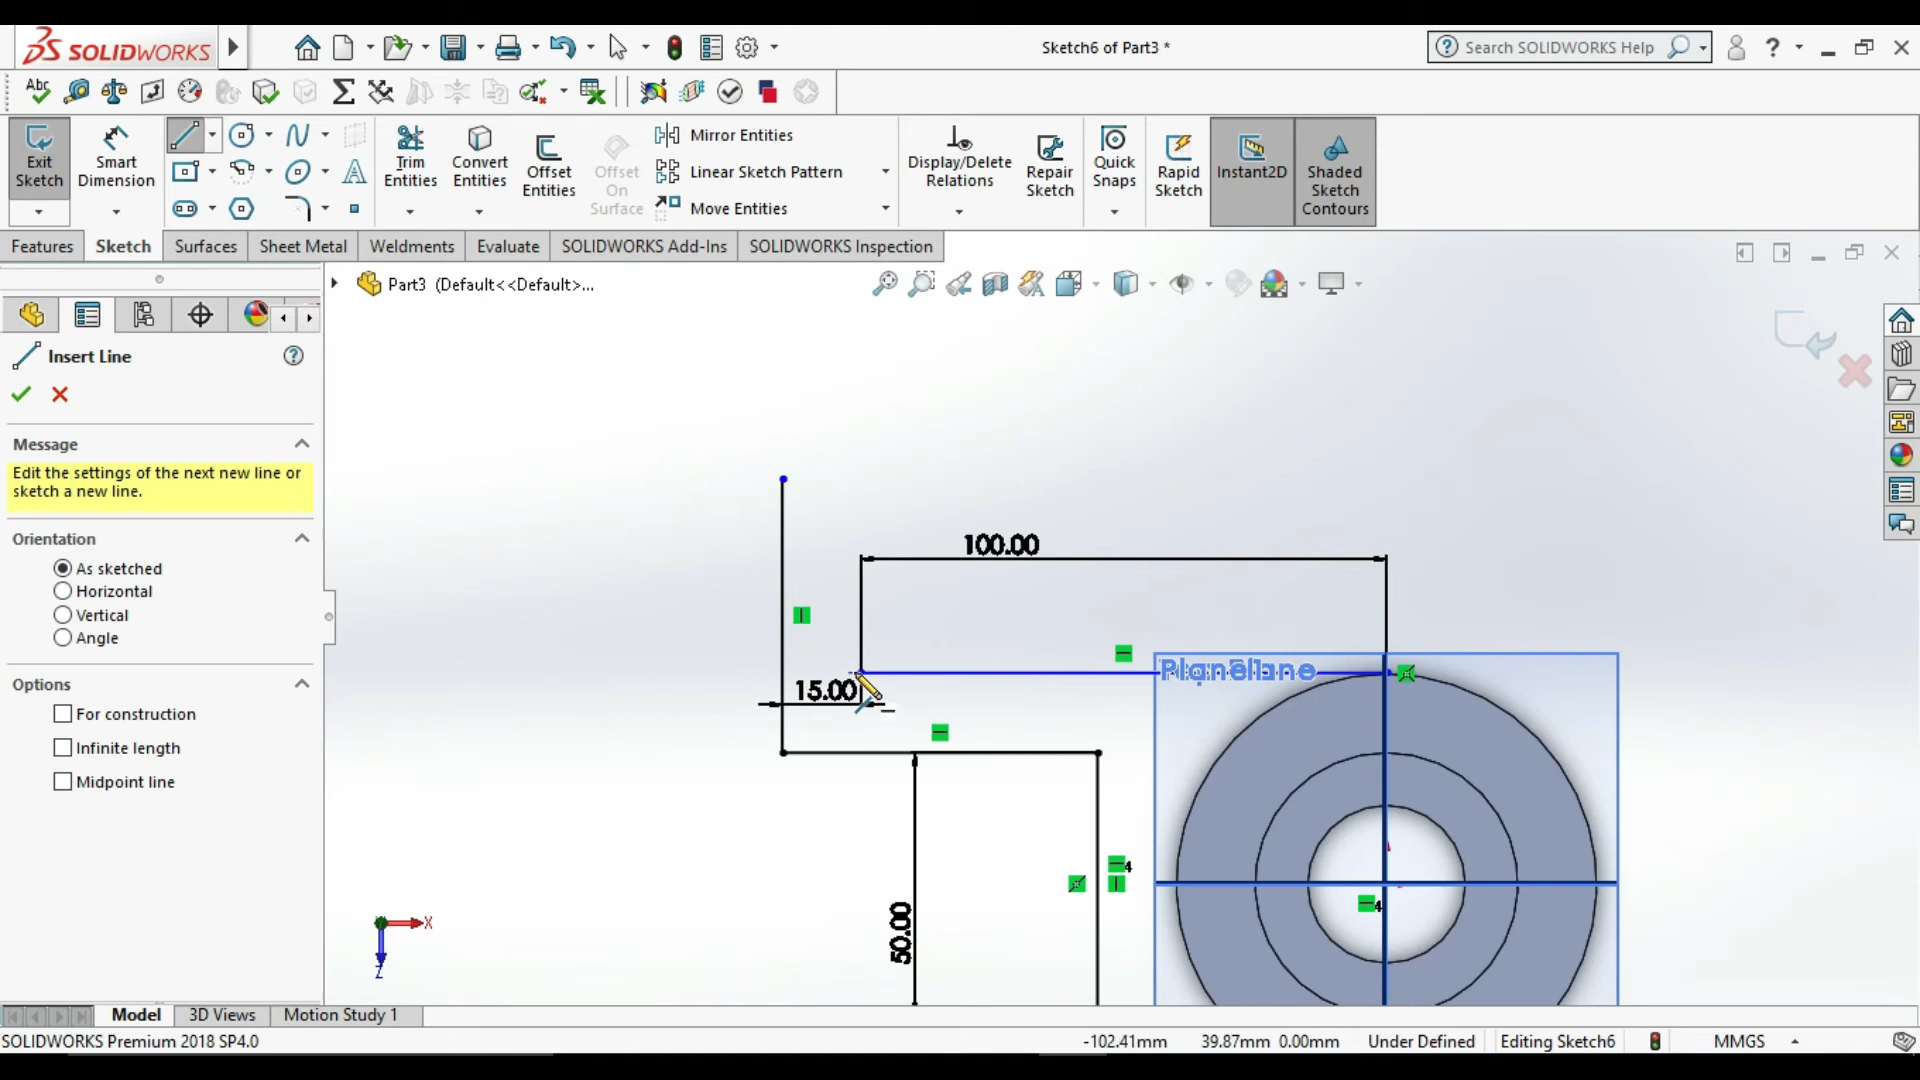 SOLIDWORKS
Sketch6 of Part3 *
Search SOLIDWORKS Help
Exit Sketch
Smart Dimension
Trim Entities
Convert Entities
Offset Entities
Offset On Surface
Mirror Entities
Linear Sketch Pattern
Move Entities
Display/Delete Relations
Repair Sketch
Quick Snaps
Rapid Sketch
Instant2D
Shaded Sketch Contours
Features
Sketch
Surfaces
Sheet Metal
Weldments
Evaluate
SOLIDWORKS Add-Ins
SOLIDWORKS Inspection
Part3 (Default<<Default>...
Insert Line
Message
Edit the settings of the next new line or
sketch a new line.
Orientation
As sketched
Horizontal
Vertical
Angle
Options
For construction
Infinite length
Midpoint line
100.00
15.00
50.00
4
4
X
Z
Model
3D Views
Motion Study 1
SOLIDWORKS Premium 2018 SP4.0
-102.41mm
39.87mm
0.00mm
Under Defined
Editing Sketch6
MMGS